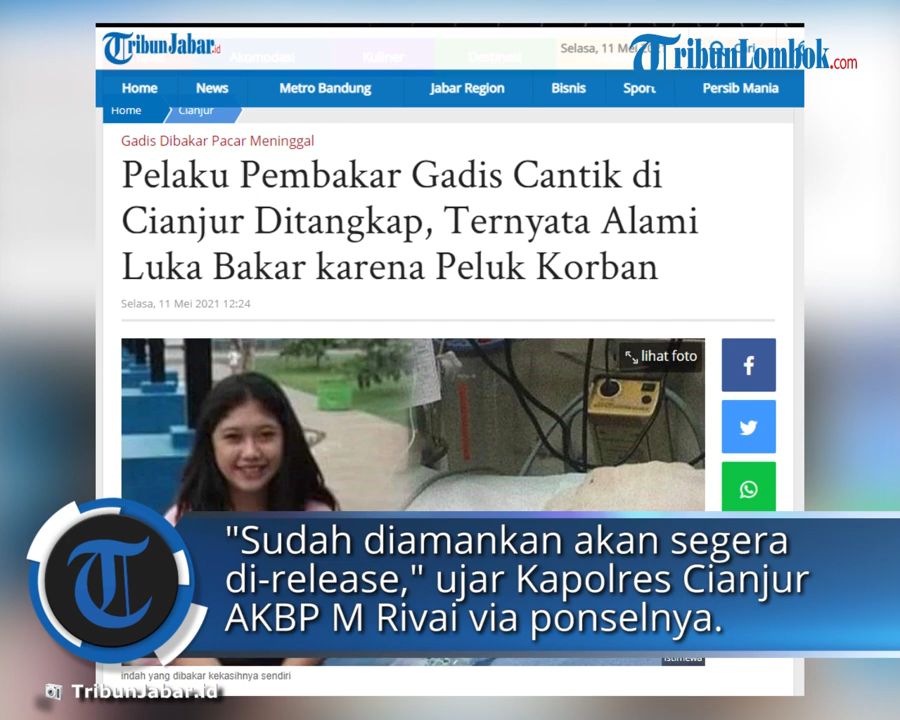 TribunJabar.id
Akomodasi
Kuliner
Destinasi
Selasa, 11 Mei
TribunLombok.com
Home News Metro Bandung Jabar Region Bisnis Sport Persib Mania
Home Cianjur
Gadis Dibakar Pacar Meninggal
Pelaku Pembakar Gadis Cantik di
Cianjur Ditangkap, Ternyata Alami
Luka Bakar karena Peluk Korban
Selasa, 11 Mei 2021 12:24
lihat foto
"Sudah diamankan akan segera
di-release," ujar Kapolres Cianjur
AKBP M Rivai via ponselnya.
Istimewa
indah yang dibakar kekasihnya sendiri
TribunJabar.id